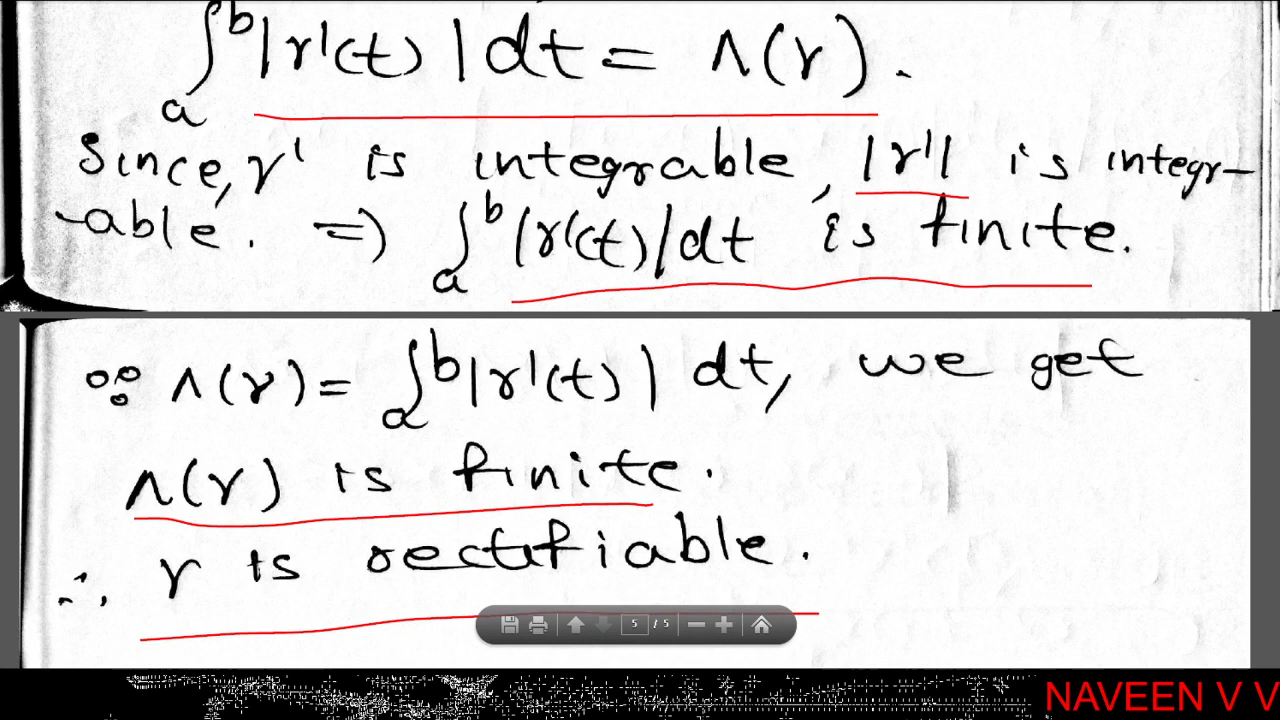 ∫ₐᵇ |γ'(t)| dt = Λ(γ).
Since, γ' is integrable, |γ'| is integr-
-able. ⇒ ∫ₐᵇ |γ'(t)| dt is finite.
∵ Λ(γ) = ∫ₐᵇ |γ'(t)| dt, we get
Λ(γ) is finite.
∴ γ is rectifiable.
5 / 5
NAVEEN V V